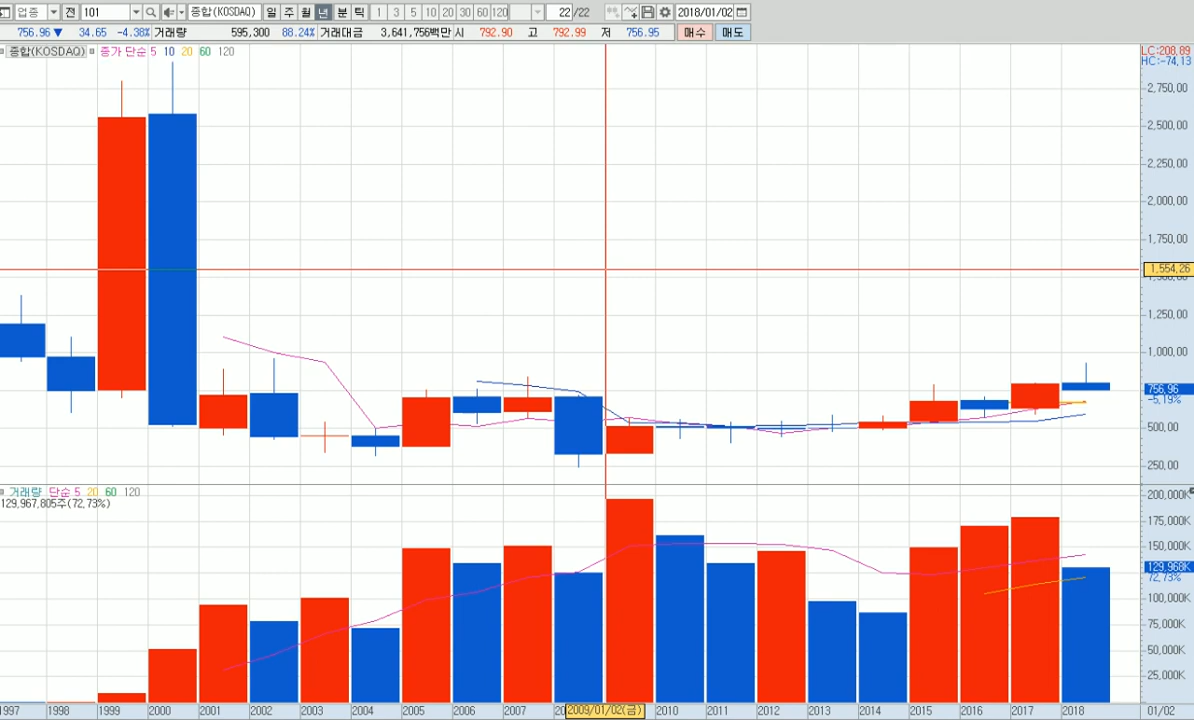 업종 전 101 종합(KOSDAQ) 일 주 월 년 분 틱 1 3 5 10 20 30 60 120 22 /22 2018/01/02
756.96 ▼ 34.65 -4.38% 거래량 595,300 88.24% 거래대금 3,641,756백만 시 792.90 고 792.99 저 756.95 매수 매도
종합(KOSDAQ) 종가 단순 5 10 20 60 120
LC:208.89
HC:-74.13
2,750.00
2,500.00
2,250.00
2,000.00
1,750.00
1,554.26
1,500.00
1,250.00
1,000.00
756.96
-5.19%
500.00
250.00
거래량 단순 5 20 60 120
129,967,805주(72.73%)
200,000K
175,000K
150,000K
129,968K
72.73%
100,000K
75,000K
50,000K
25,000K
1997 1998 1999 2000 2001 2002 2003 2004 2005 2006 2007 20 2009/01/02(금) 2010 2011 2012 2013 2014 2015 2016 2017 2018 01/02